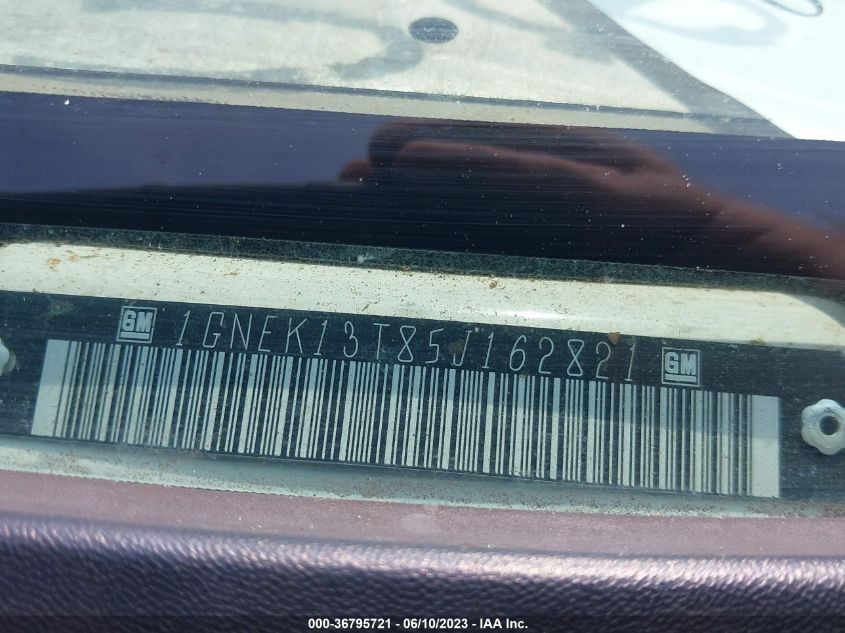 GM 1GNEK13T85J162821 GM
000-36795721 - 06/10/2023 - IAA Inc.